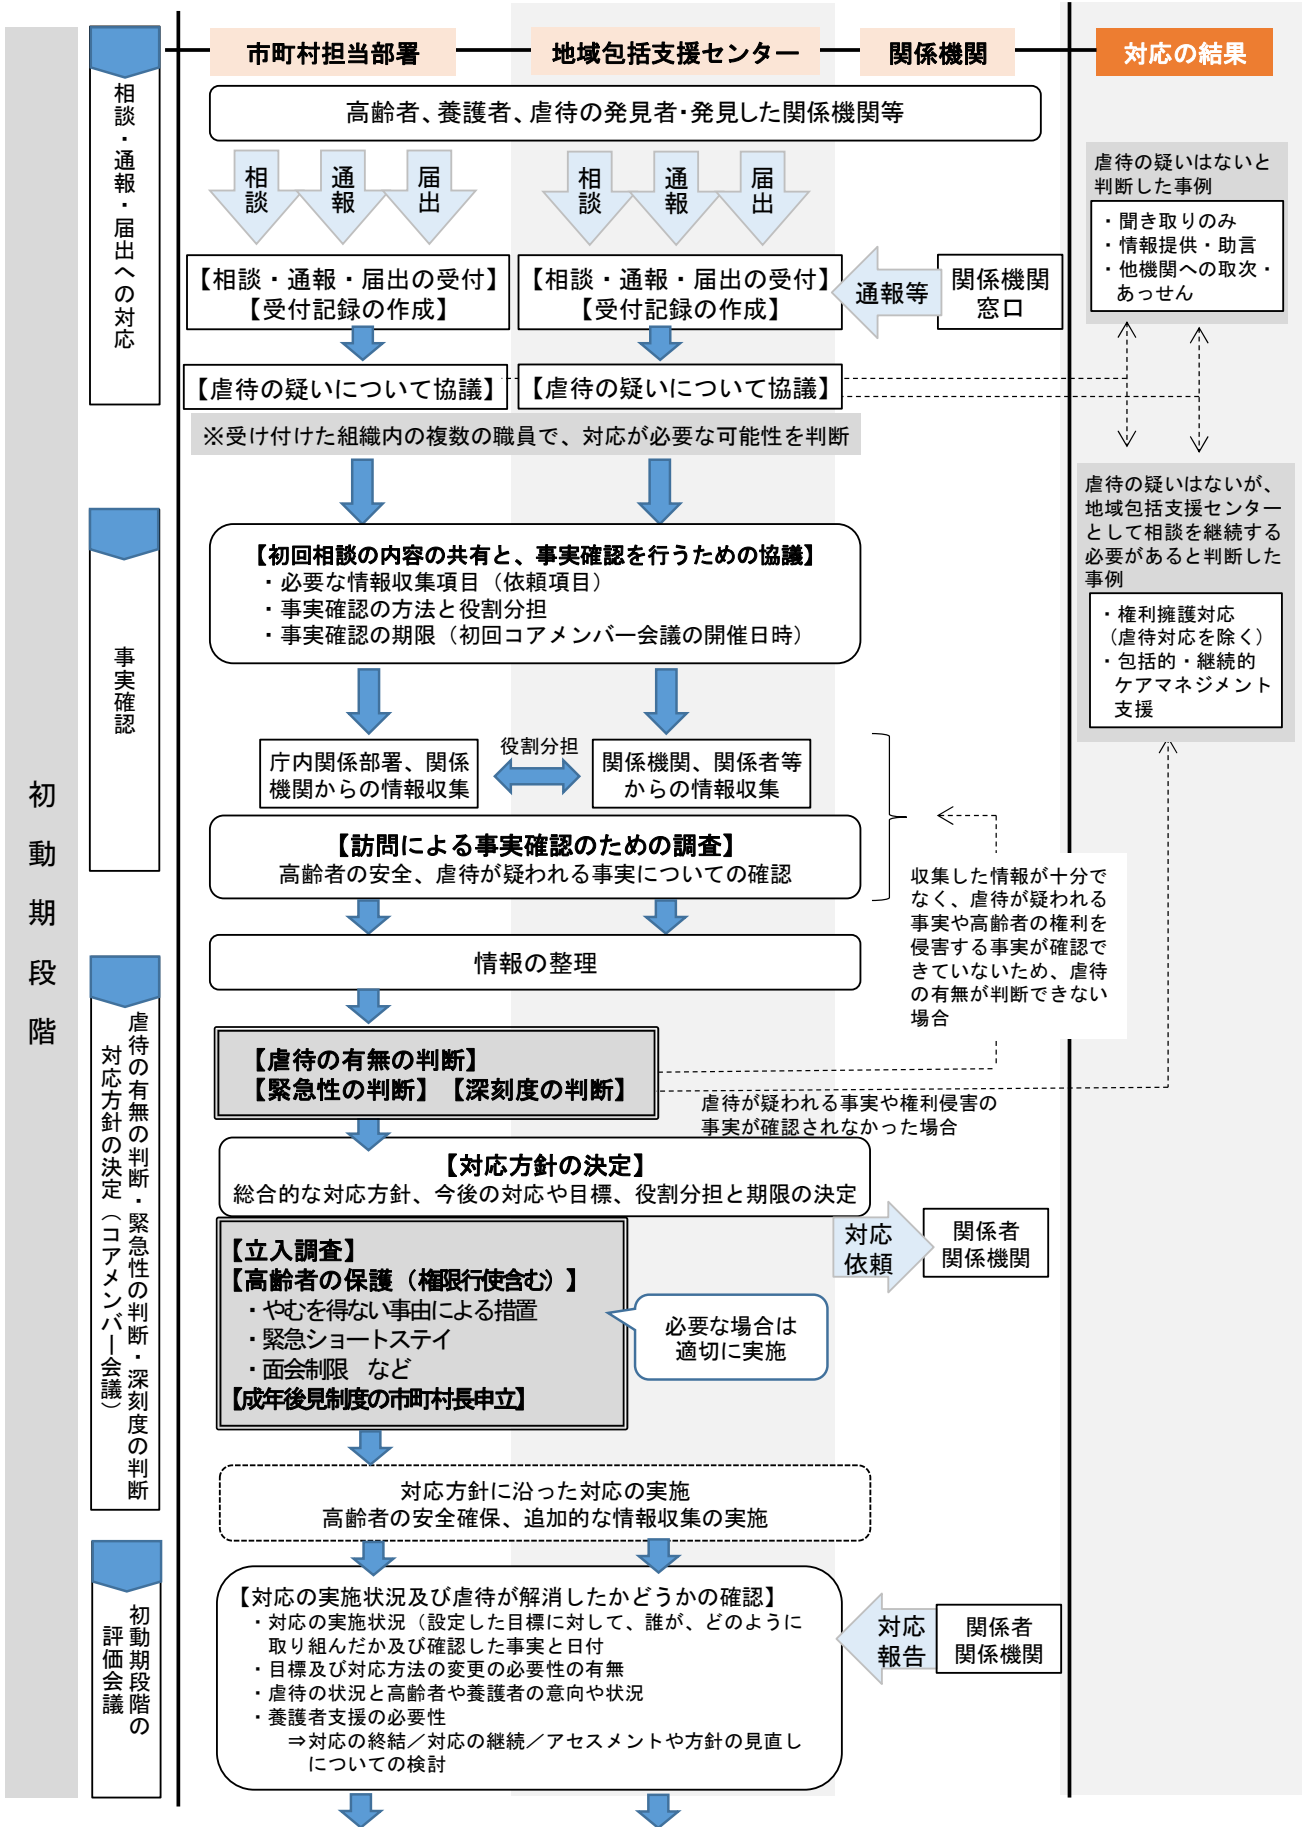 市町村担当部署
地域包括支援センター
関係機関
対応の結果
初動期段階
相談・通報・届出への対応
高齢者、養護者、虐待の発見者・発見した関係機関等
相談
通報
届出
相談
通報
届出
【相談・通報・届出の受付】
【受付記録の作成】
【相談・通報・届出の受付】
【受付記録の作成】
通報等
関係機関
窓口
【虐待の疑いについて協議】
【虐待の疑いについて協議】
※受け付けた組織内の複数の職員で、対応が必要な可能性を判断
虐待の疑いはないと
判断した事例
・聞き取りのみ
・情報提供・助言
・他機関への取次・
あっせん
虐待の疑いはないが、
地域包括支援センター
として相談を継続する
必要があると判断した
事例
・権利擁護対応
（虐待対応を除く）
・包括的・継続的
ケアマネジメント
支援
事実確認
【初回相談の内容の共有と、事実確認を行うための協議】
・必要な情報収集項目（依頼項目）
・事実確認の方法と役割分担
・事実確認の期限（初回コアメンバー会議の開催日時）
庁内関係部署、関係
機関からの情報収集
役割分担
関係機関、関係者等
からの情報収集
【訪問による事実確認のための調査】
高齢者の安全、虐待が疑われる事実についての確認
収集した情報が十分で
なく、虐待が疑われる
事実や高齢者の権利を
侵害する事実が確認で
きていないため、虐待
の有無が判断できない
場合
情報の整理
虐待の有無の判断・緊急性の判断・深刻度の判断
対応方針の決定（コアメンバー会議）
【虐待の有無の判断】
【緊急性の判断】【深刻度の判断】
虐待が疑われる事実や権利侵害の
事実が確認されなかった場合
【対応方針の決定】
総合的な対応方針、今後の対応や目標、役割分担と期限の決定
対応
依頼
関係者
関係機関
【立入調査】
【高齢者の保護（権限行使含む）】
・やむを得ない事由による措置
・緊急ショートステイ
・面会制限　など
【成年後見制度の市町村長申立】
必要な場合は
適切に実施
対応方針に沿った対応の実施
高齢者の安全確保、追加的な情報収集の実施
初動期段階の
評価会議
【対応の実施状況及び虐待が解消したかどうかの確認】
・対応の実施状況（設定した目標に対して、誰が、どのように
取り組んだか及び確認した事実と日付
・目標及び対応方法の変更の必要性の有無
・虐待の状況と高齢者や養護者の意向や状況
・養護者支援の必要性
⇒対応の終結／対応の継続／アセスメントや方針の見直し
についての検討
対応
報告
関係者
関係機関